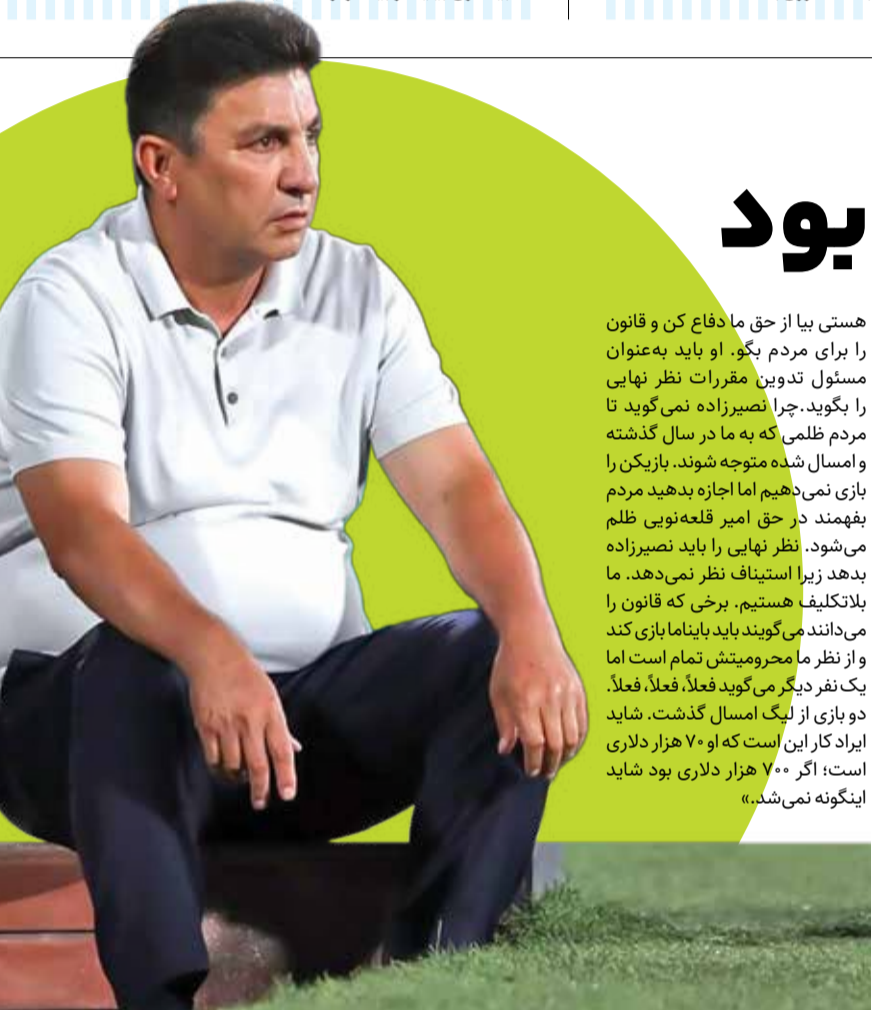 بود
هستی بیا از حق ما دفاع کن و قانون
را برای مردم بگو. او باید به‌عنوان
مسئول تدوین مقررات نظر نهایی
را بگوید.چرا نصیرزاده نمی‌گوید تا
مردم ظلمی که به ما در سال گذشته
و امسال شده متوجه شوند. بازیکن را
بازی نمی‌دهیم اما اجازه بدهید مردم
بفهمند در حق امیر قلعه‌نویی ظلم
می‌شود. نظر نهایی را باید نصیرزاده
بدهد زیرا استیناف نظر نمی‌دهد. ما
بلاتکلیف هستیم. برخی که قانون را
می‌دانند می‌گویند باید بایناما بازی کند
و از نظر ما محرومیتش تمام است اما
یک نفر دیگر می‌گوید فعلاً، فعلاً، فعلاً.
دو بازی از لیگ امسال گذشت. شاید
ایراد کار این است که او ۷۰ هزار دلاری
است؛ اگر ۷۰۰ هزار دلاری بود شاید
اینگونه نمی‌شد.»